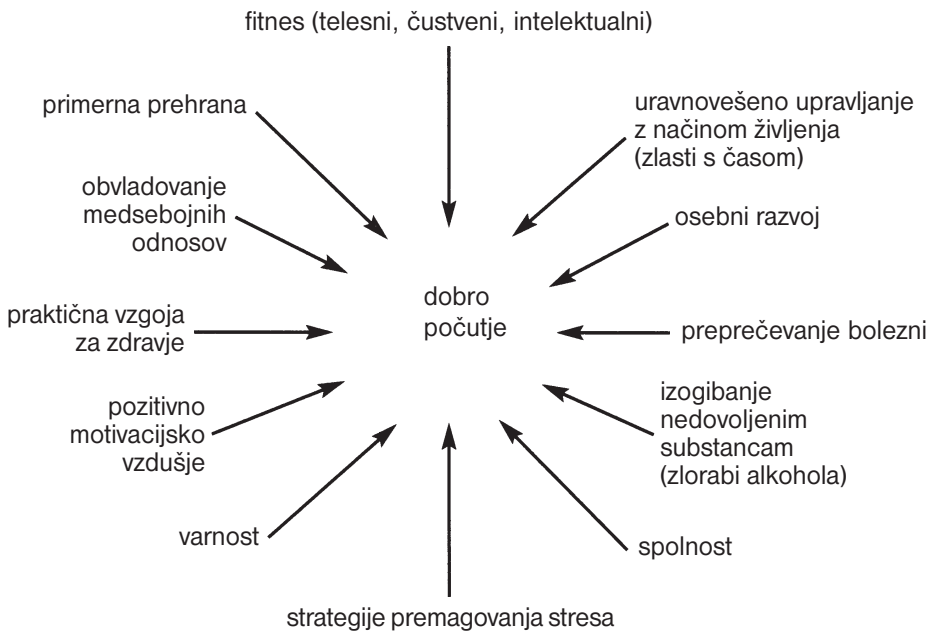 fitnes (telesni, čustveni, intelektualni)
primerna prehrana
uravnovešeno upravljanje
z načinom življenja
(zlasti s časom)
obvladovanje
medsebojnih
odnosov
osebni razvoj
dobro
počutje
praktična vzgoja
za zdravje
preprečevanje bolezni
pozitivno
motivacijsko
vzdušje
izogibanje
nedovoljenim
substancam
(zlorabi alkohola)
varnost
spolnost
strategije premagovanja stresa